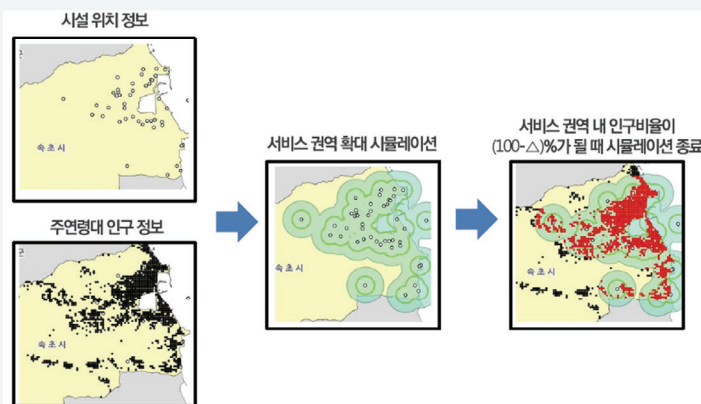 시설 위치 정보
속초시
주연령대 인구 정보
속초시
서비스 권역 확대 시뮬레이션
속초시
서비스 권역 내 인구비율이
(100-△)%가 될 때 시뮬레이션 종료
속초시